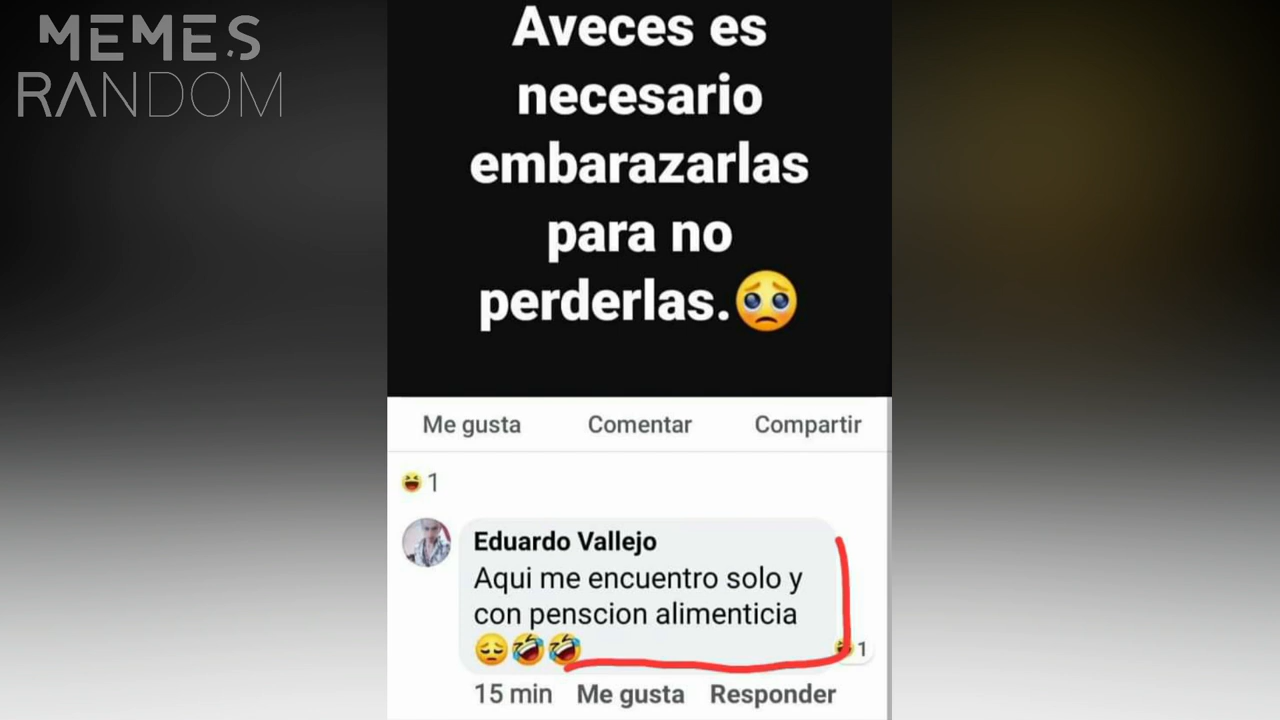 MEMES
RANDOM
Aveces es
necesario
embarazarlas
para no
perderlas.🥺
Me gusta Comentar Compartir
😆 1
Eduardo Vallejo
Aqui me encuentro solo y
con penscion alimenticia
😔🤣🤣
😆 1
15 min Me gusta Responder